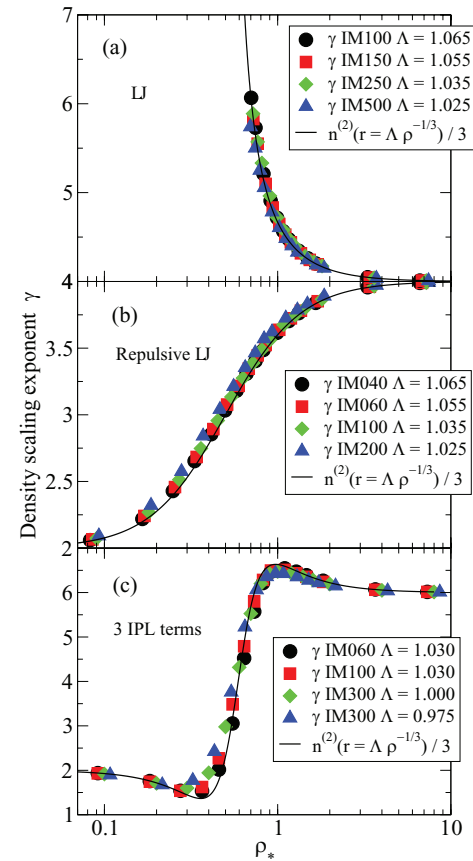 Density scaling exponent γ
7
(a)
LJ
γ IM100 Λ = 1.065
γ IM150 Λ = 1.055
γ IM250 Λ = 1.035
γ IM500 Λ = 1.025
n(2)(r = Λ ρ-1/3) / 3
6
5
4
(b)
Repulsive LJ
γ IM040 Λ = 1.065
γ IM060 Λ = 1.055
γ IM100 Λ = 1.035
γ IM200 Λ = 1.025
n(2)(r = Λ ρ-1/3) / 3
3.5
3
2.5
2
(c)
3 IPL terms
γ IM060 Λ = 1.030
γ IM100 Λ = 1.030
γ IM300 Λ = 1.000
γ IM300 Λ = 0.975
n(2)(r = Λ ρ-1/3) / 3
6
5
4
3
2
1
0.1 1 10
ρ*